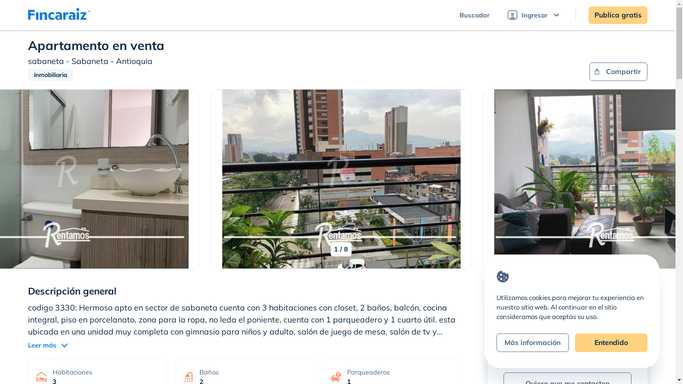 Fincaraiz
Buscador
Ingresar
Publica gratis
Apartamento en venta
sabaneta - Sabaneta - Antioquia
Inmobiliaria
Compartir
Rentamos
Rentamos
Rentamos
1 / 8
Descripción general
codigo 3330: Hermoso apto en sector de sabaneta cuenta con 3 habitaciones con closet, 2 baños, balcón, cocina
integral, piso en porcelanato, zona para la ropa, no leda el poniente, cuenta con 1 parqueadero y 1 cuarto útil. esta
ubicada en una unidad muy completa con gimnasio para niños y adulto, salón de juego de mesa, salón de tv y...
Leer más
Habitaciones
3
Baños
2
Parqueaderos
1
Utilizamos cookies para mejorar tu experiencia en
nuestro sitio web. Al continuar en el sitio
consideramos que aceptas su uso.
Más información
Entendido
Quiero que me contacten